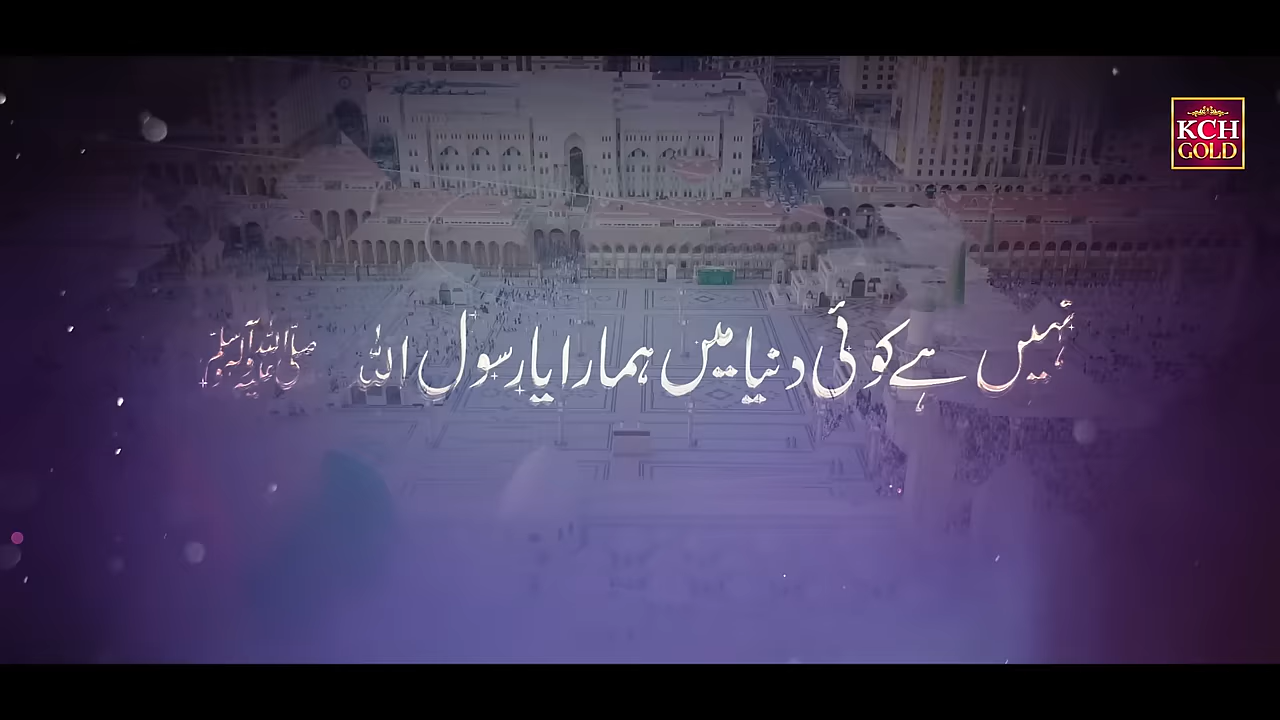 نہیں ہے کوئی دنیا میں ہمارا یا رسول اللہ صلی اللہ علیہ وآلہ وسلم
KCH
GOLD